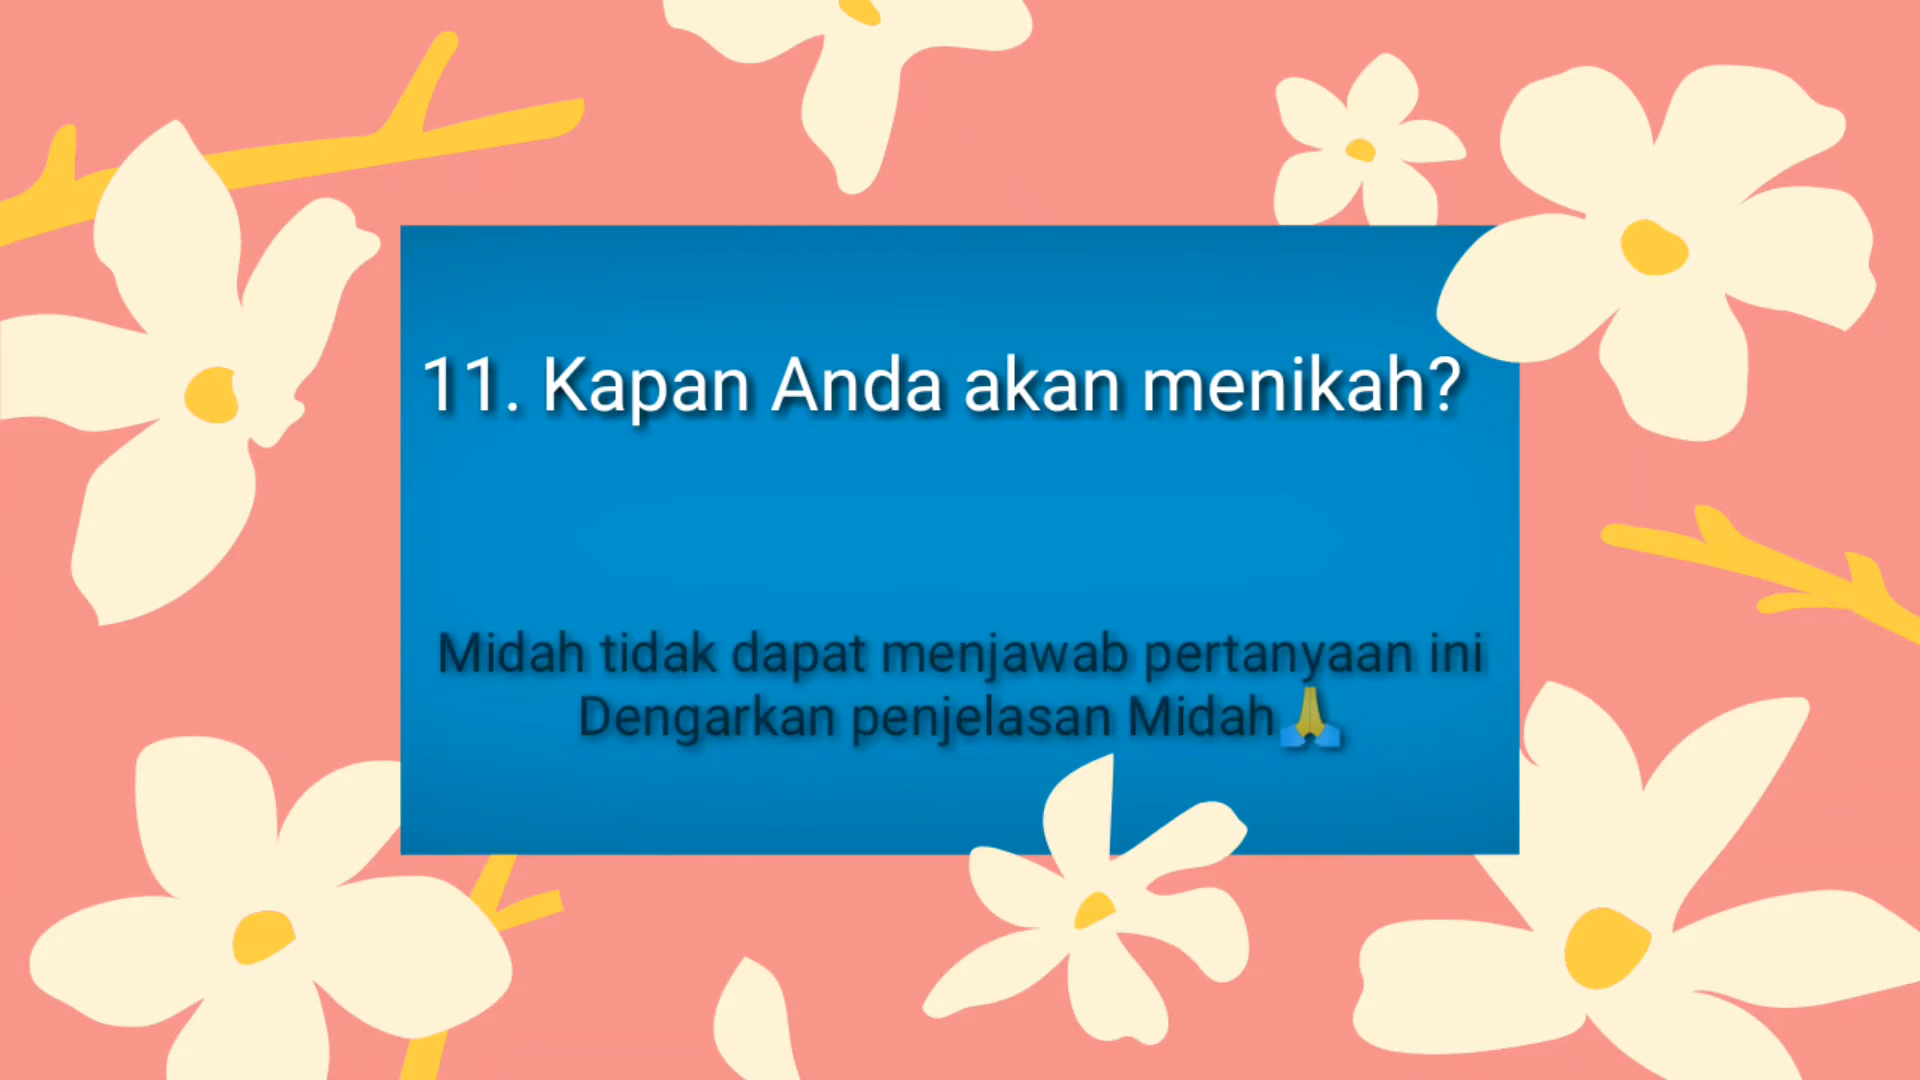 11. Kapan Anda akan menikah?
Midah tidak dapat menjawab pertanyaan ini
Dengarkan penjelasan Midah🙏